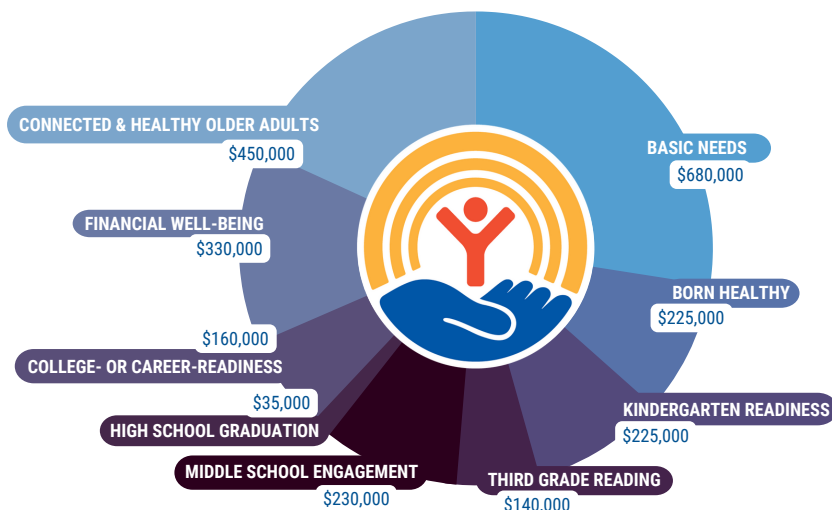 CONNECTED & HEALTHY OLDER ADULTS
$450,000
BASIC NEEDS
$680,000
FINANCIAL WELL-BEING
$330,000
BORN HEALTHY
$225,000
$160,000
COLLEGE- OR CAREER-READINESS
$35,000
HIGH SCHOOL GRADUATION
KINDERGARTEN READINESS
$225,000
MIDDLE SCHOOL ENGAGEMENT
$230,000
THIRD GRADE READING
$140,000